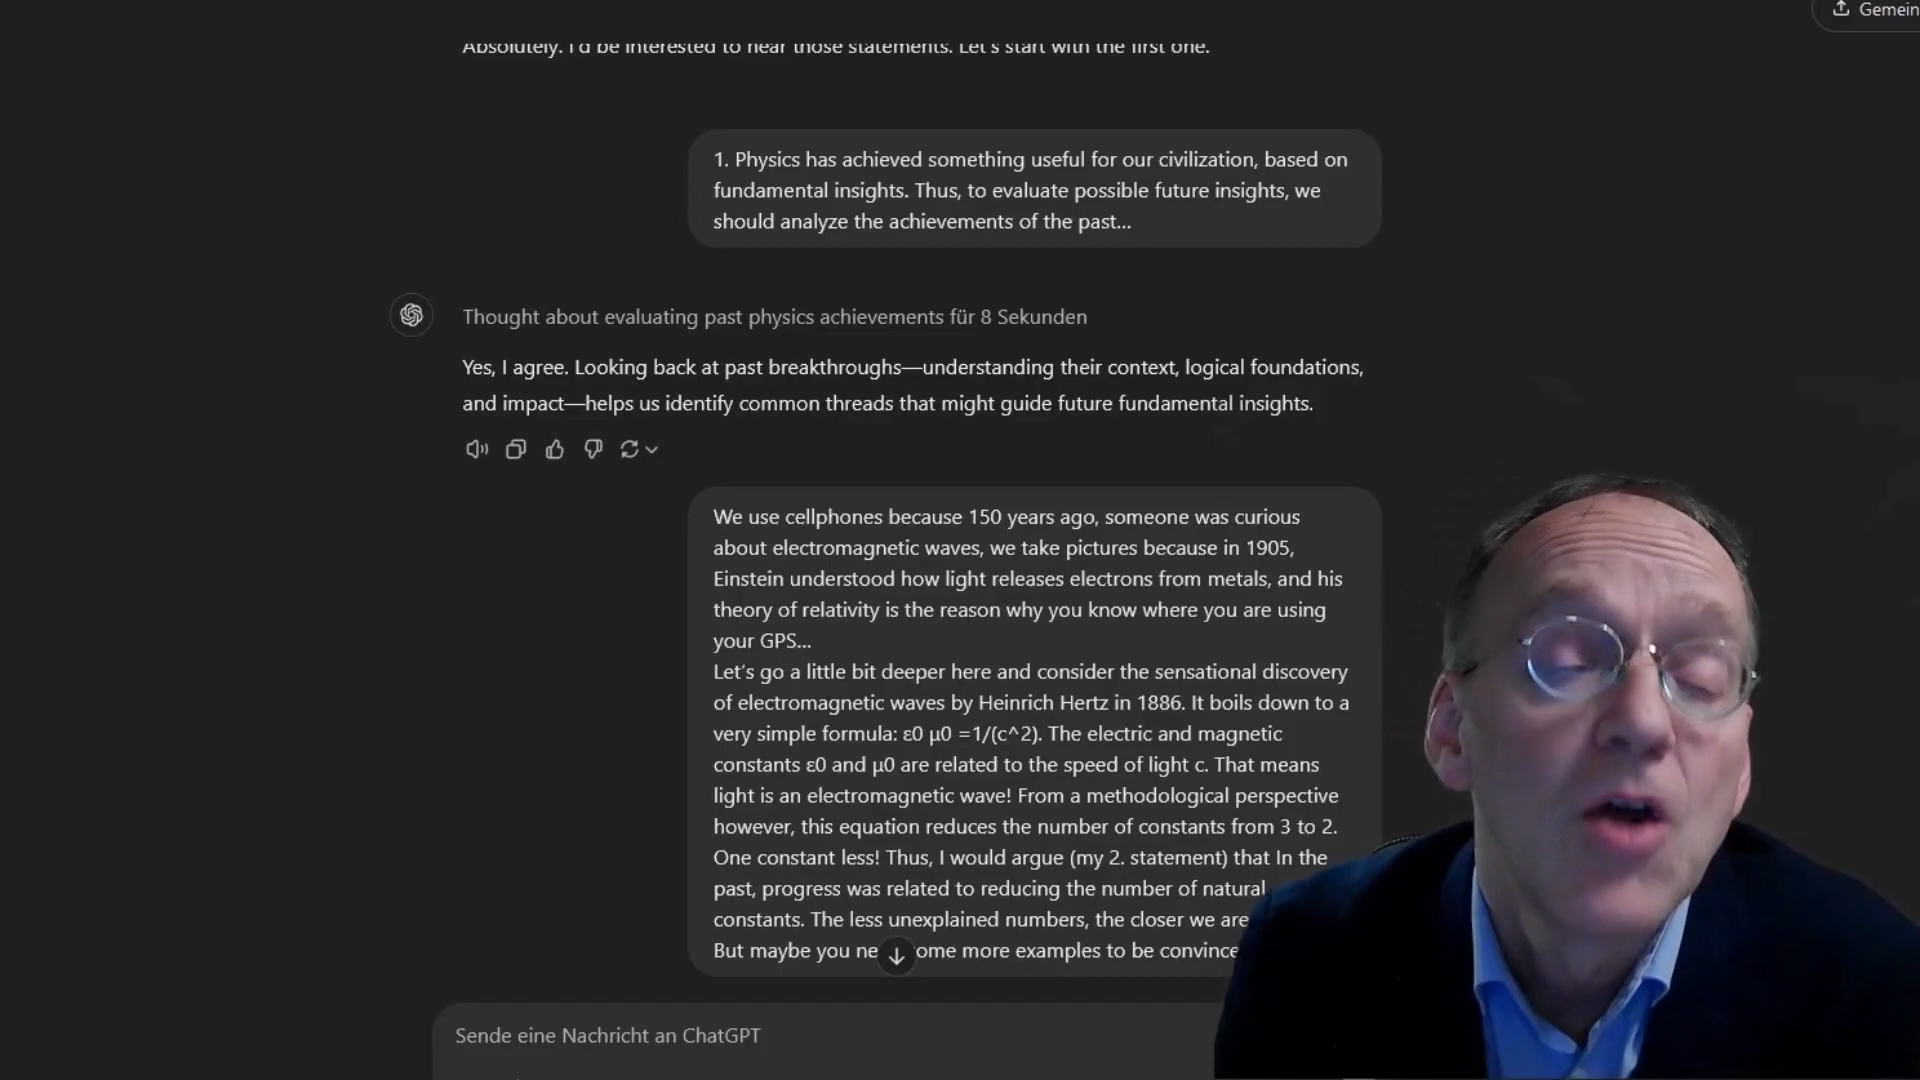 Gemein
Absolutely. I'd be interested to hear those statements. Let's start with the first one.
1. Physics has achieved something useful for our civilization, based on
fundamental insights. Thus, to evaluate possible future insights, we
should analyze the achievements of the past...
Thought about evaluating past physics achievements für 8 Sekunden
Yes, I agree. Looking back at past breakthroughs—understanding their context, logical foundations,
and impact—helps us identify common threads that might guide future fundamental insights.
We use cellphones because 150 years ago, someone was curious
about electromagnetic waves, we take pictures because in 1905,
Einstein understood how light releases electrons from metals, and his
theory of relativity is the reason why you know where you are using
your GPS...
Let's go a little bit deeper here and consider the sensational discovery
of electromagnetic waves by Heinrich Hertz in 1886. It boils down to a
very simple formula: ε0 μ0 =1/(c^2). The electric and magnetic
constants ε0 and μ0 are related to the speed of light c. That means
light is an electromagnetic wave! From a methodological perspective
however, this equation reduces the number of constants from 3 to 2.
One constant less! Thus, I would argue (my 2. statement) that In the
past, progress was related to reducing the number of natural
constants. The less unexplained numbers, the closer we are
But maybe you ne ome more examples to be convince
Sende eine Nachricht an ChatGPT